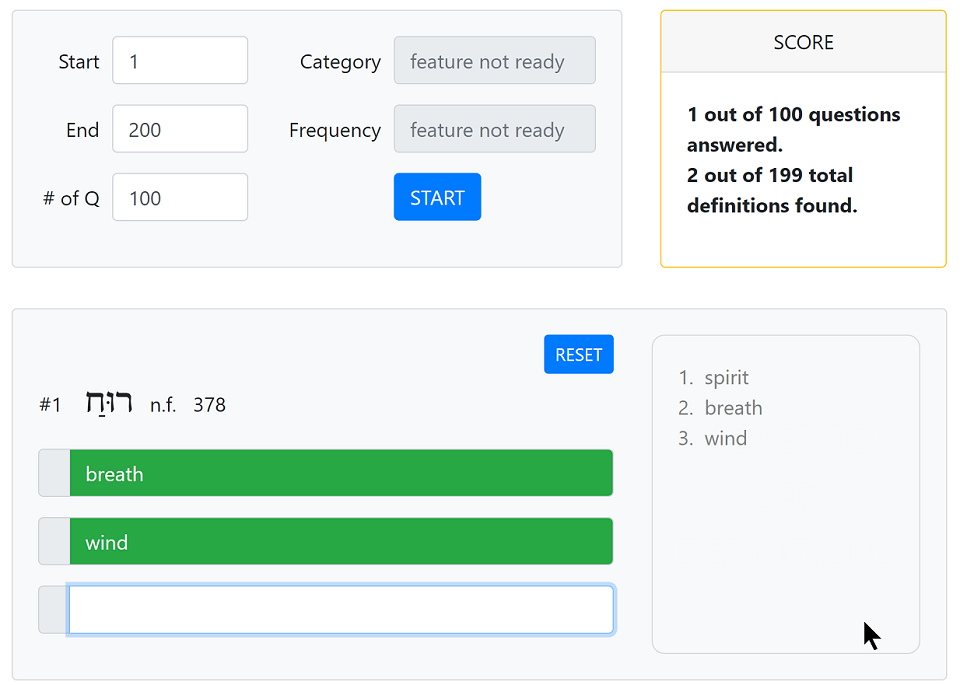 Start 1 Category feature not ready
End 200 Frequency feature not ready
# of Q 100 START
SCORE
1 out of 100 questions
answered.
2 out of 199 total
definitions found.
RESET
#1 רוּחַ n.f. 378
breath
wind
1. spirit
2. breath
3. wind